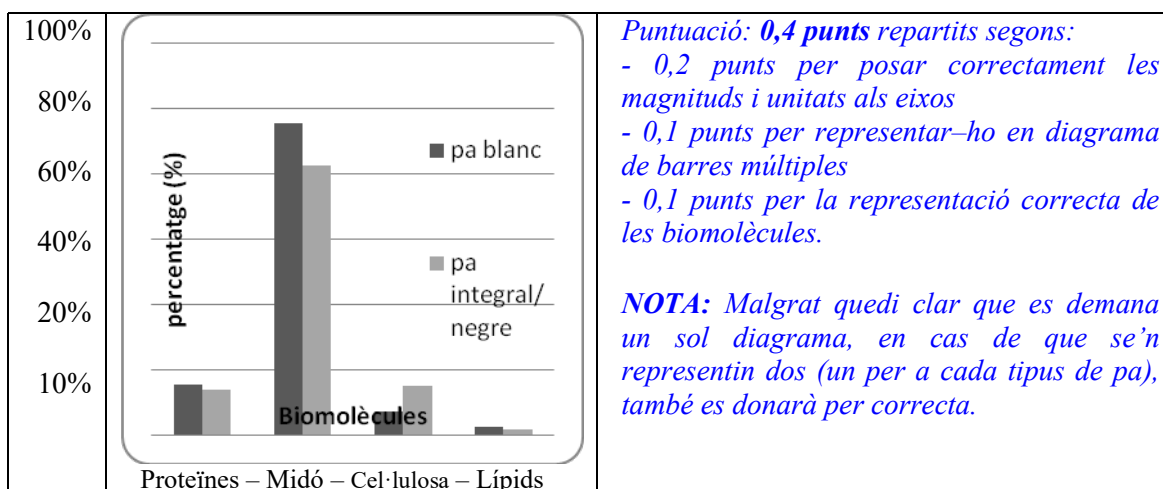 100%
80%
60%
40%
20%
10%
percentatge (%)
pa blanc
pa
integral/
negre
Biomolècules
Proteïnes – Midó – Cel·lulosa – Lípids
Puntuació: 0,4 punts repartits segons:
- 0,2 punts per posar correctament les
magnituds i unitats als eixos
- 0,1 punts per representar–ho en diagrama
de barres múltiples
- 0,1 punts per la representació correcta de
les biomolècules.
NOTA: Malgrat quedi clar que es demana
un sol diagrama, en cas de que se’n
representin dos (un per a cada tipus de pa),
també es donarà per correcta.